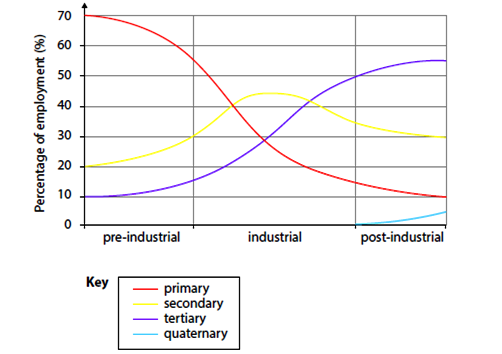 Percentage of employment (%)
70
60
50
40
30
20
10
0
pre-industrial
industrial
post-industrial
Key
primary
secondary
tertiary
quaternary